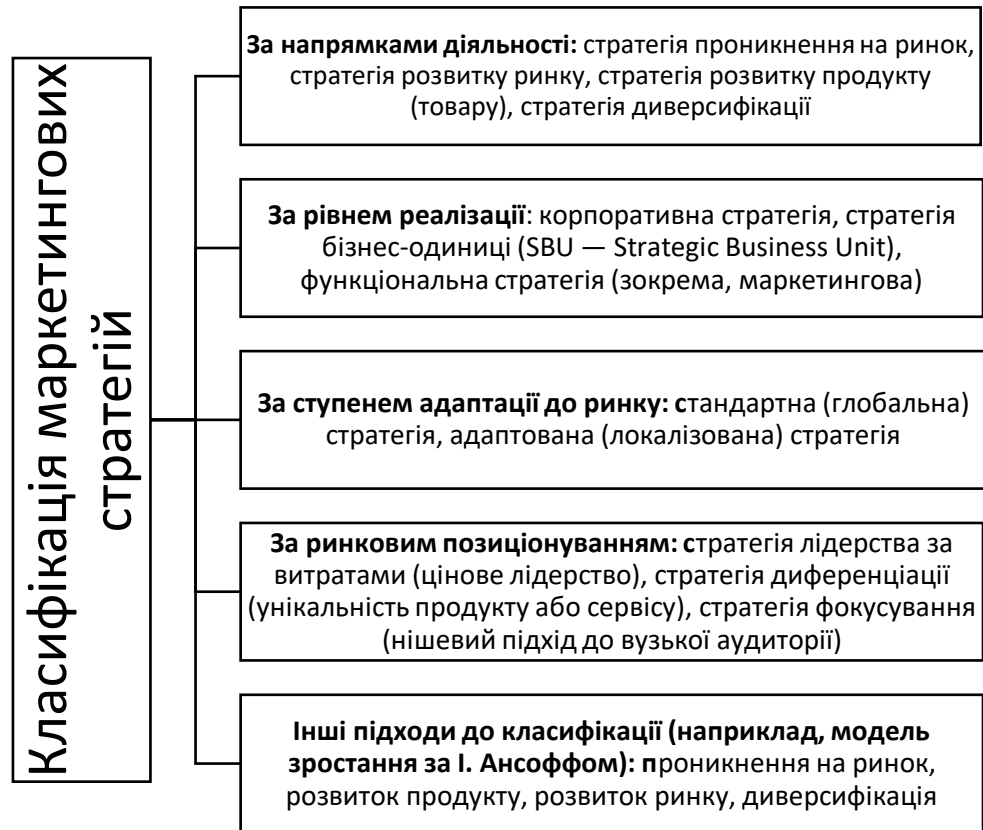 Класифікація маркетингових
стратегій
За напрямками діяльності: стратегія проникнення на ринок,
стратегія розвитку ринку, стратегія розвитку продукту
(товару), стратегія диверсифікації
За рівнем реалізації: корпоративна стратегія, стратегія
бізнес-одиниці (SBU — Strategic Business Unit),
функціональна стратегія (зокрема, маркетингова)
За ступенем адаптації до ринку: стандартна (глобальна)
стратегія, адаптована (локалізована) стратегія
За ринковим позиціонуванням: стратегія лідерства за
витратами (цінове лідерство), стратегія диференціації
(унікальність продукту або сервісу), стратегія фокусування
(нішевий підхід до вузької аудиторії)
Інші підходи до класифікації (наприклад, модель
зростання за І. Ансоффом): проникнення на ринок,
розвиток продукту, розвиток ринку, диверсифікація